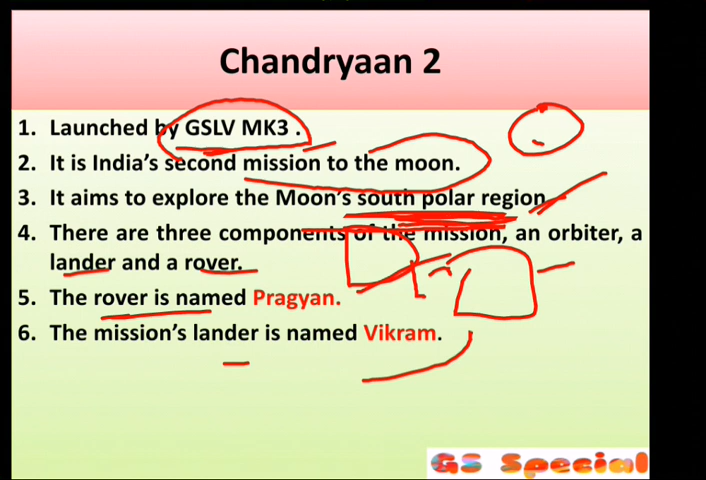 Chandryaan 2
1. Launched by GSLV MK3 .
2. It is India's second mission to the moon.
3. It aims to explore the Moon's south polar region
4. There are three components of the mission, an orbiter, a
lander and a rover.
5. The rover is named Pragyan.
6. The mission's lander is named Vikram.
GS Special